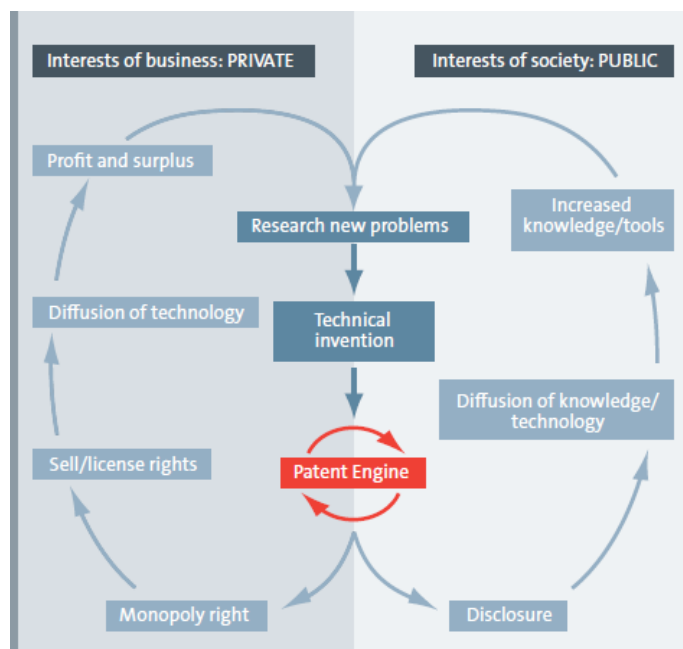 Interests of business: PRIVATE
Interests of society: PUBLIC
Profit and surplus
Increased
knowledge/tools
Research new problems
Diffusion of technology
Technical
invention
Diffusion of knowledge/
technology
Sell/license rights
Patent Engine
Monopoly right
Disclosure